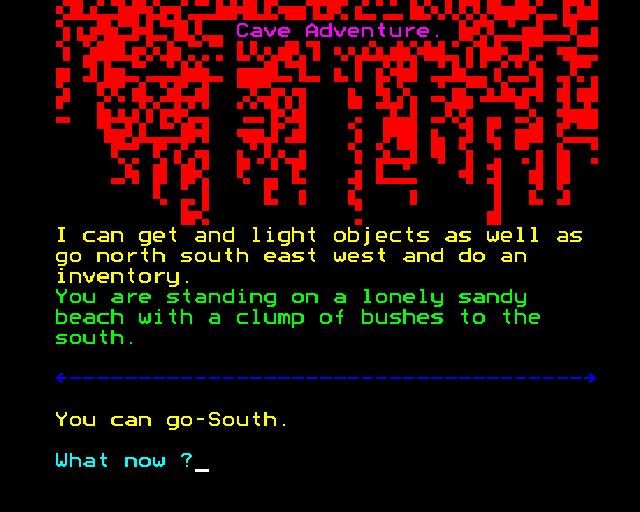 Cave Adventure.
I can get and light objects as well as
go north south east west and do an
inventory.
You are standing on a lonely sandy
beach with a clump of bushes to the
south.
You can go-South.
What now ?_